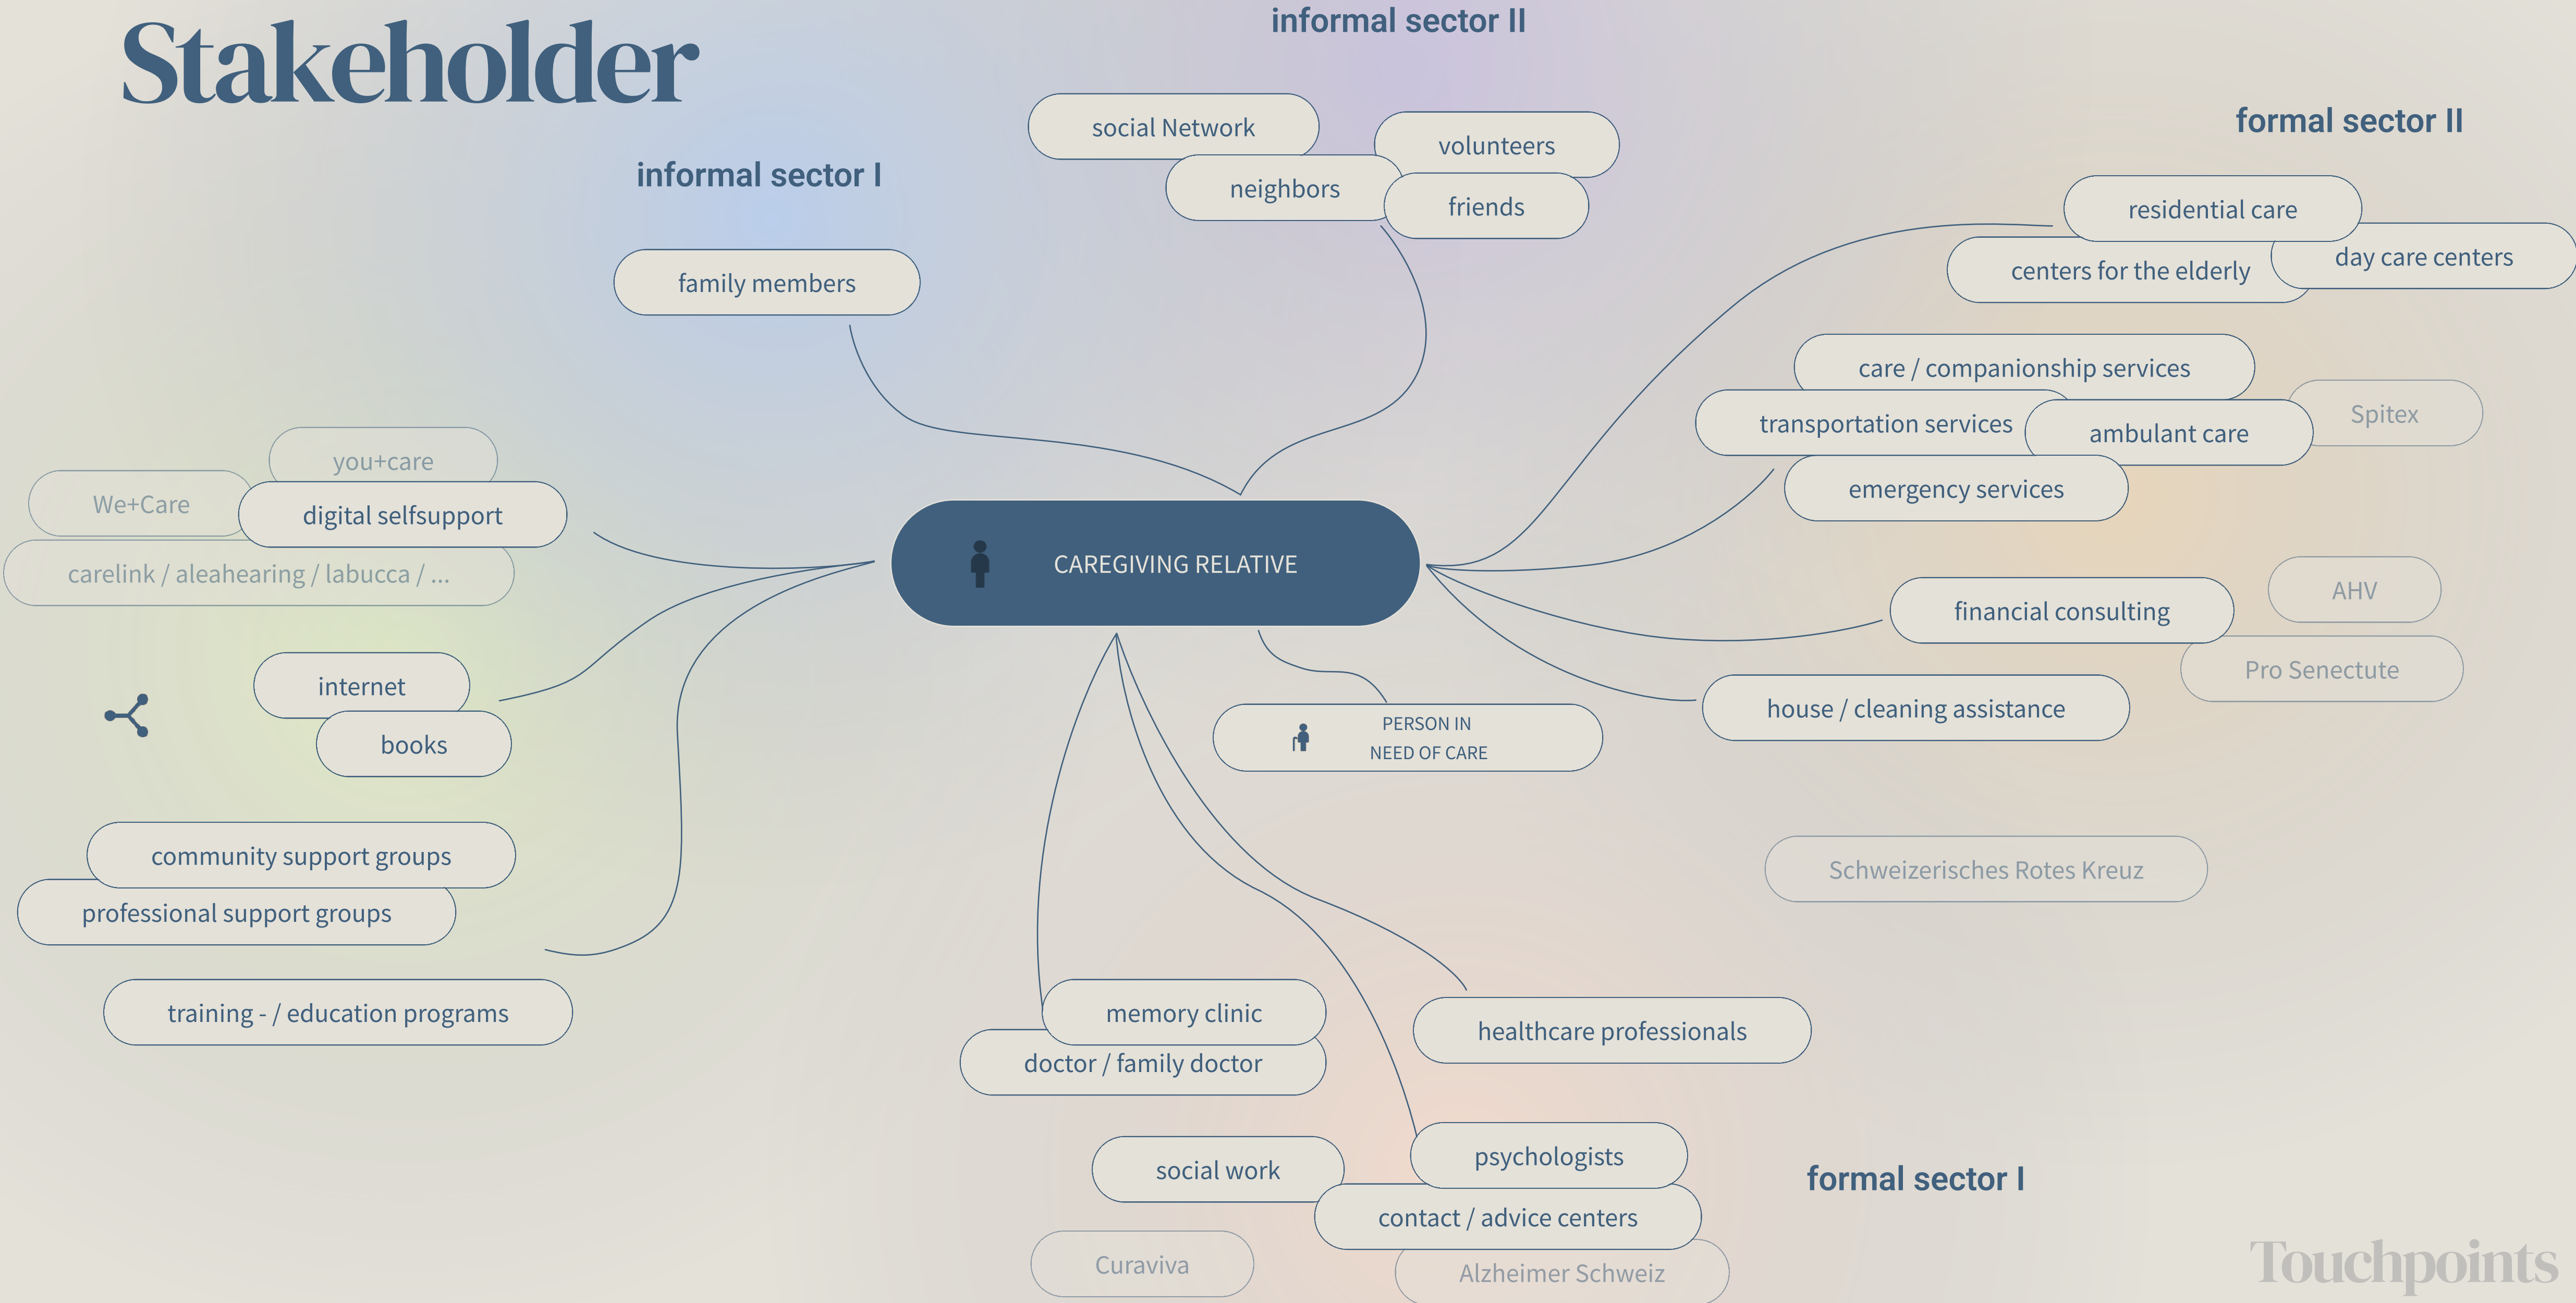 Stakeholder
informal sector I
family members
informal sector II
social Network
volunteers
neighbors
friends
formal sector II
residential care
centers for the elderly
day care centers
care / companionship services
transportation services
ambulant care
Spitex
emergency services
financial consulting
AHV
Pro Senectute
house / cleaning assistance
Schweizerisches Rotes Kreuz
you+care
We+Care
digital selfsupport
carelink / aleahearing / labucca / ...
internet
books
community support groups
professional support groups
training - / education programs
CAREGIVING RELATIVE
PERSON IN
NEED OF CARE
memory clinic
doctor / family doctor
healthcare professionals
social work
psychologists
contact / advice centers
Curaviva
Alzheimer Schweiz
formal sector I
Touchpoints